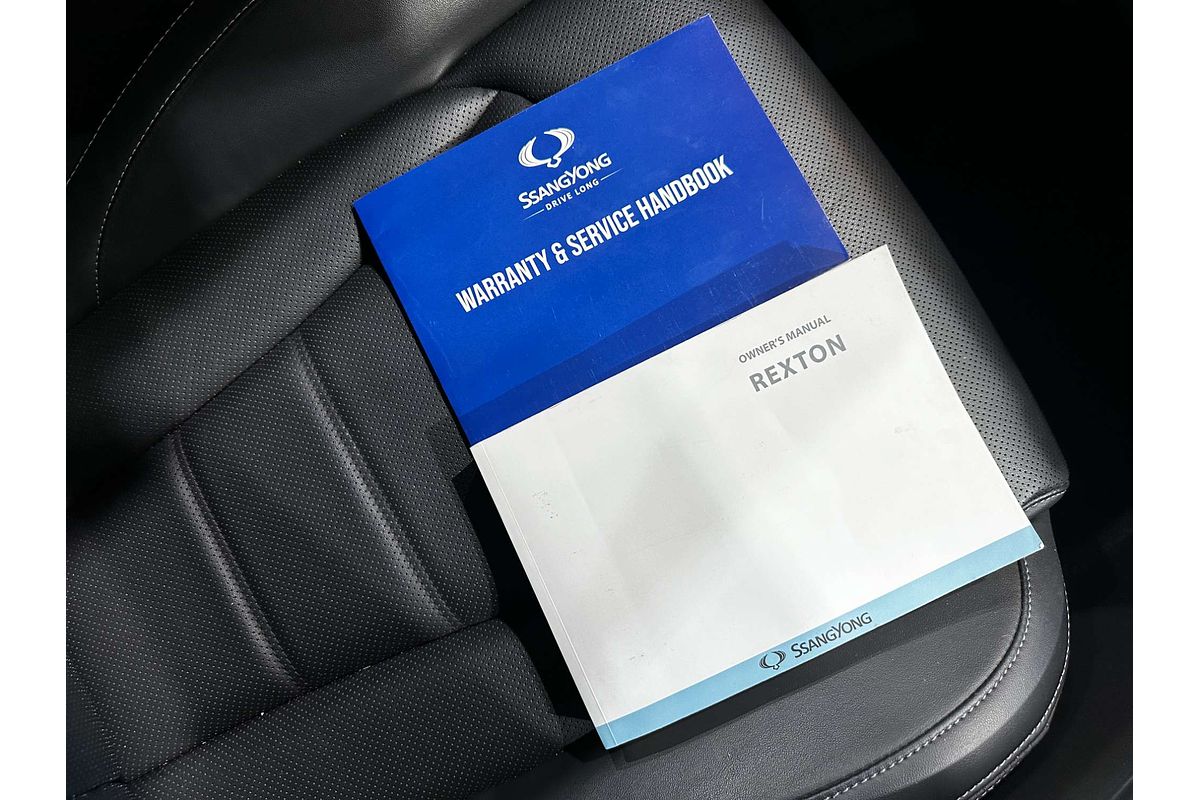 SSANGYONG
DRIVE LONG
WARRANTY & SERVICE HANDBOOK
OWNER'S MANUAL
REXTON
SSANGYONG